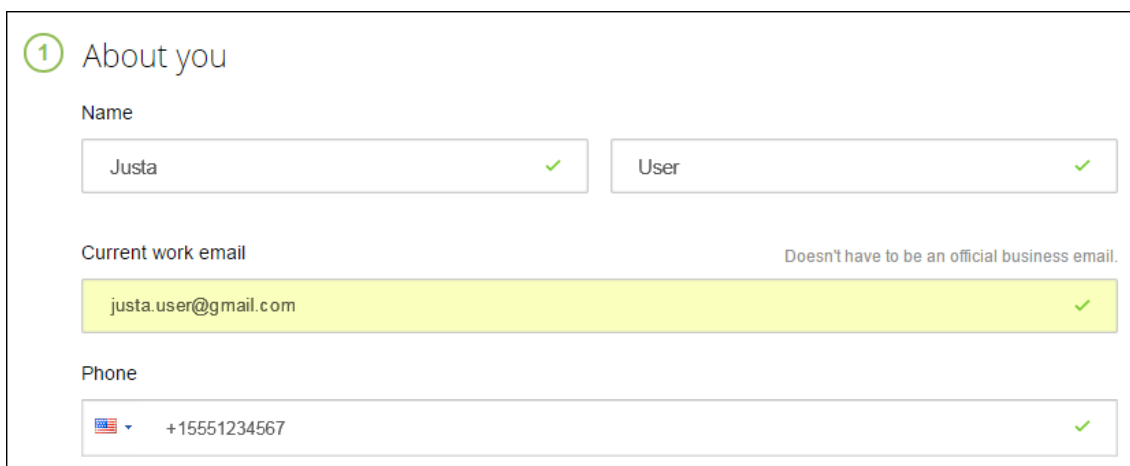 1 About you
Name
Justa User
Current work email Doesn't have to be an official business email.
justa.user@gmail.com
Phone
+15551234567